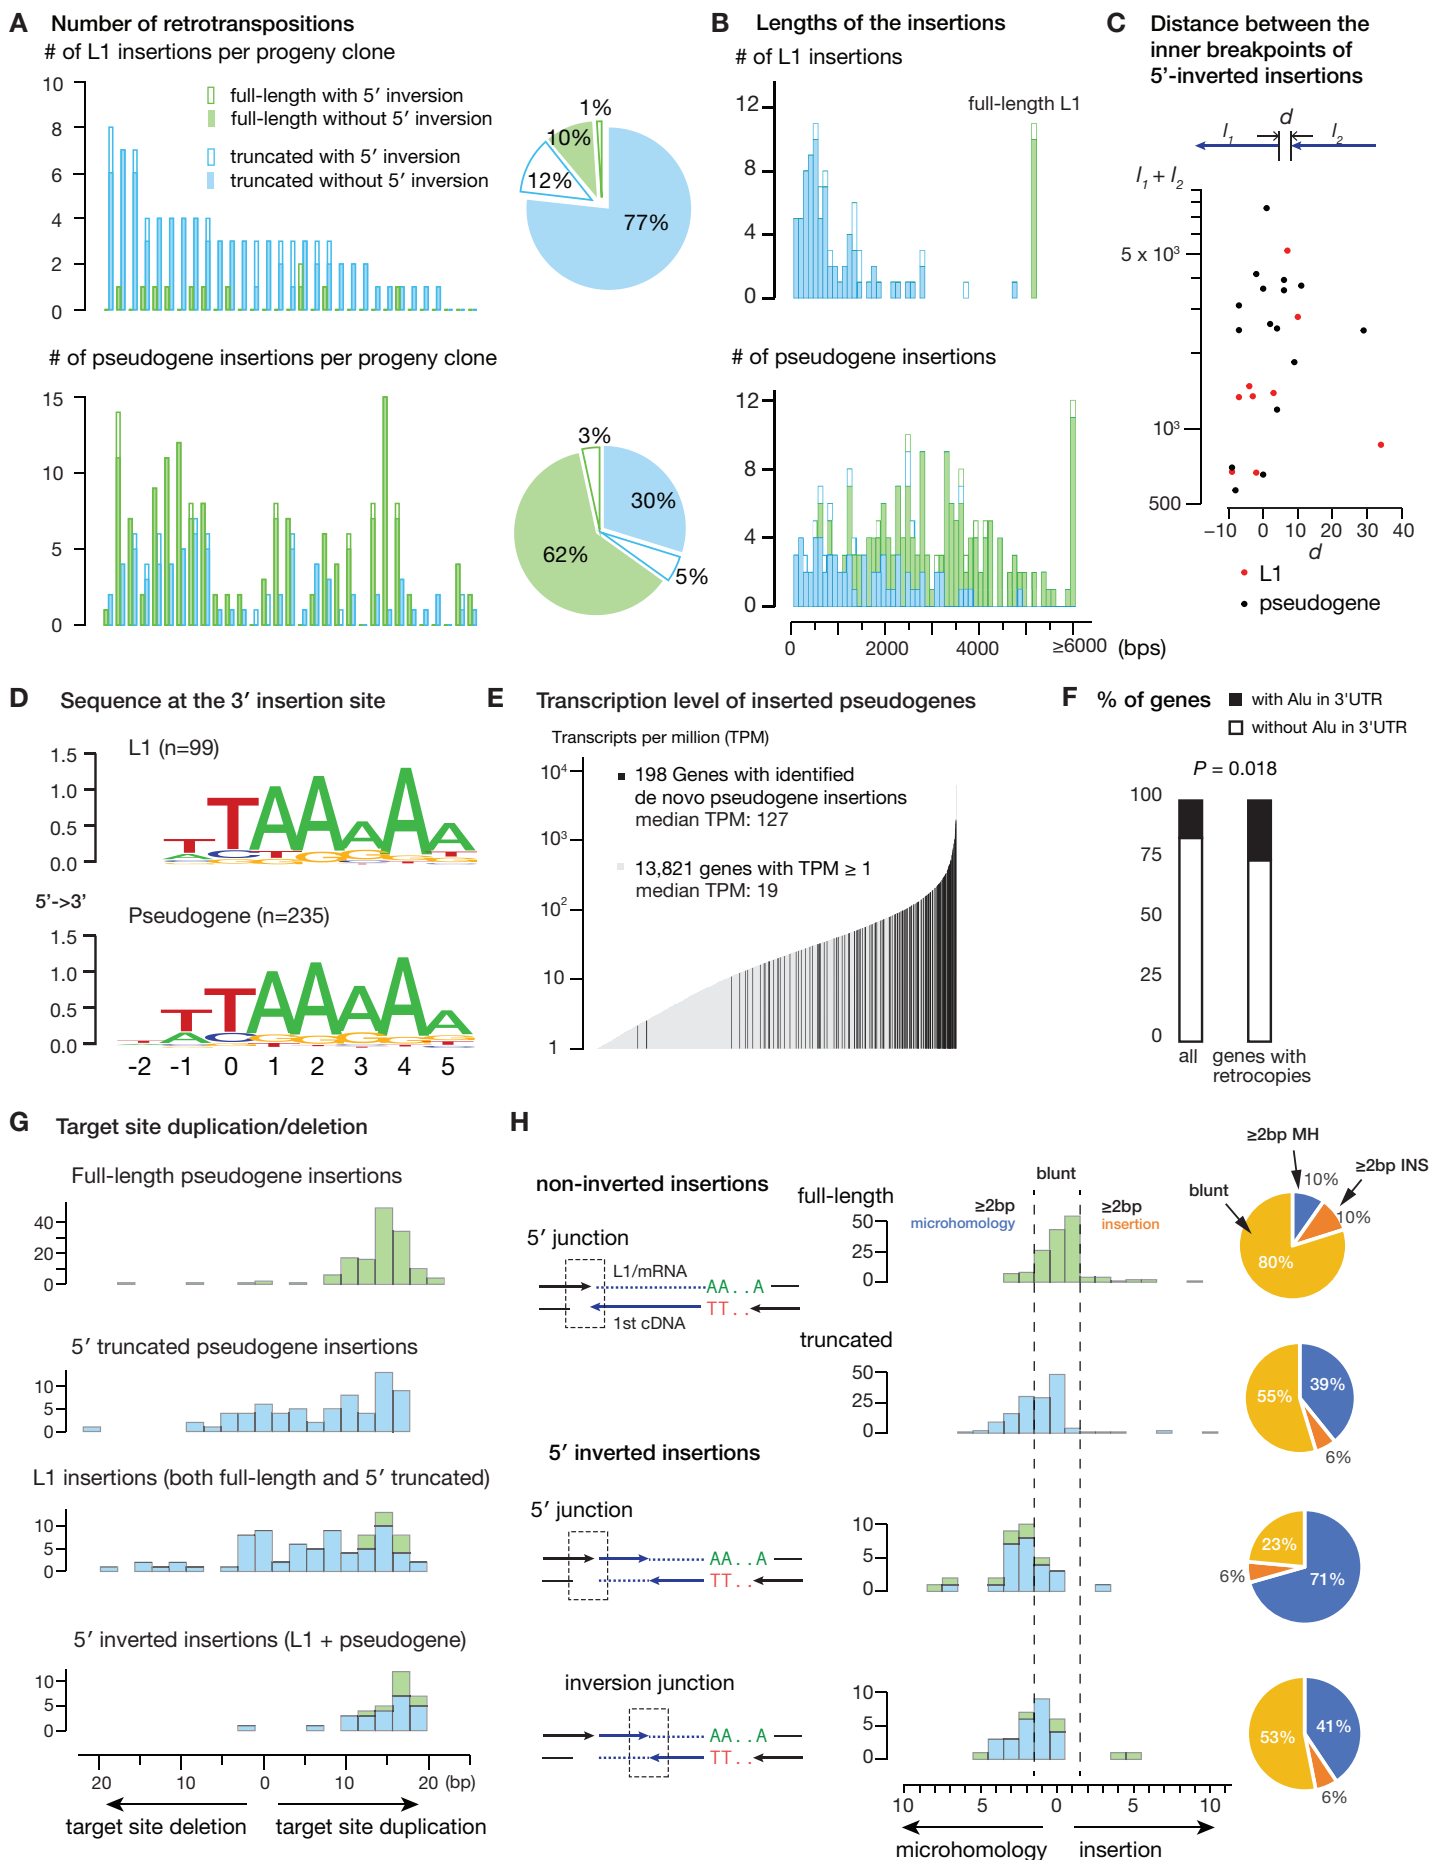 A Number of retrotranspositions
# of L1 insertions per progeny clone
10
8
6
4
2
0
full-length with 5′ inversion
full-length without 5′ inversion
truncated with 5′ inversion
truncated without 5′ inversion
1%
10%
12%
77%
# of pseudogene insertions per progeny clone
15
10
5
0
3%
30%
62%
5%
B Lengths of the insertions
# of L1 insertions
full-length L1
12
8
4
0
# of pseudogene insertions
12
8
4
0
0 2000 4000 ≥6000 (bps)
C Distance between the
inner breakpoints of
5'-inverted insertions
d
l1 l2
l1 + l2
5 x 10³
10³
500
−10 0 10 20 30 40
d
L1
pseudogene
D Sequence at the 3′ insertion site
L1 (n=99)
1.5
1.0
0.5
0.0
T T A A A A A
5'->3'
Pseudogene (n=235)
1.5
1.0
0.5
0.0
T T A A A A A
-2 -1 0 1 2 3 4 5
E Transcription level of inserted pseudogenes
Transcripts per million (TPM)
10⁴
10³
10²
10
1
198 Genes with identified
de novo pseudogene insertions
median TPM: 127
13,821 genes with TPM ≥ 1
median TPM: 19
F % of genes
with Alu in 3'UTR
without Alu in 3'UTR
P = 0.018
100
75
50
25
0
all
genes with
retrocopies
G Target site duplication/deletion
Full-length pseudogene insertions
40
20
0
5′ truncated pseudogene insertions
10
5
0
L1 insertions (both full-length and 5′ truncated)
10
5
0
5′ inverted insertions (L1 + pseudogene)
10
5
0
20 10 0 10 20 (bp)
target site deletion target site duplication
H
non-inverted insertions
5′ junction
L1/mRNA
AA..A
TT..
1st cDNA
full-length
50
25
0
≥2bp
microhomology
blunt
≥2bp
insertion
≥2bp MH
≥2bp INS
blunt
10%
10%
80%
truncated
50
25
0
55%
39%
6%
5′ inverted insertions
5′ junction
AA..A
TT..
10
5
0
23%
6%
71%
inversion junction
AA..A
TT..
10
5
0
53%
41%
6%
10 5 0 5 10
microhomology insertion